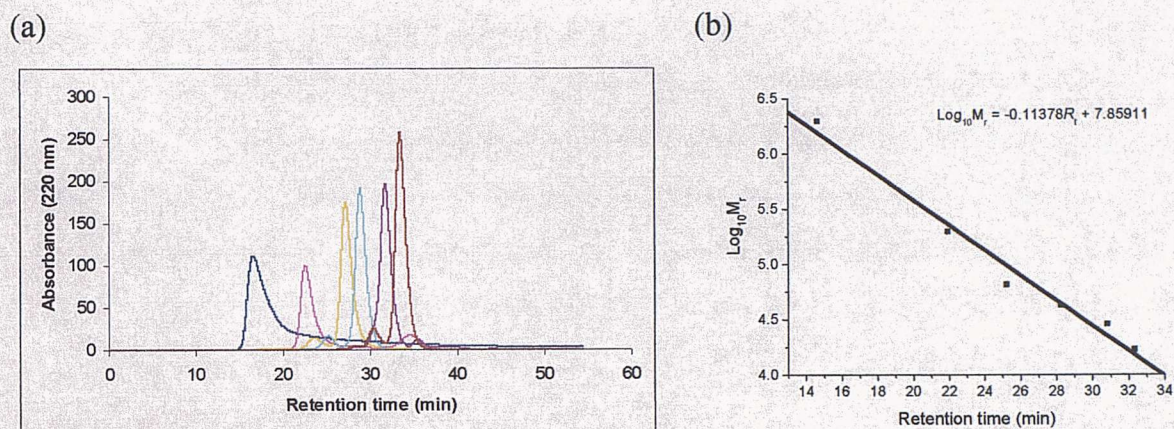 (a)
(b)
300
250
200
150
100
50
0
Absorbance (220 nm)
0 10 20 30 40 50 60
Retention time (min)
Log₁₀Mᵣ = -0.11378Rₜ + 7.85911
6.5
6.0
5.5
5.0
4.5
4.0
Log₁₀Mᵣ
14 16 18 20 22 24 26 28 30 32 34
Retention time (min)